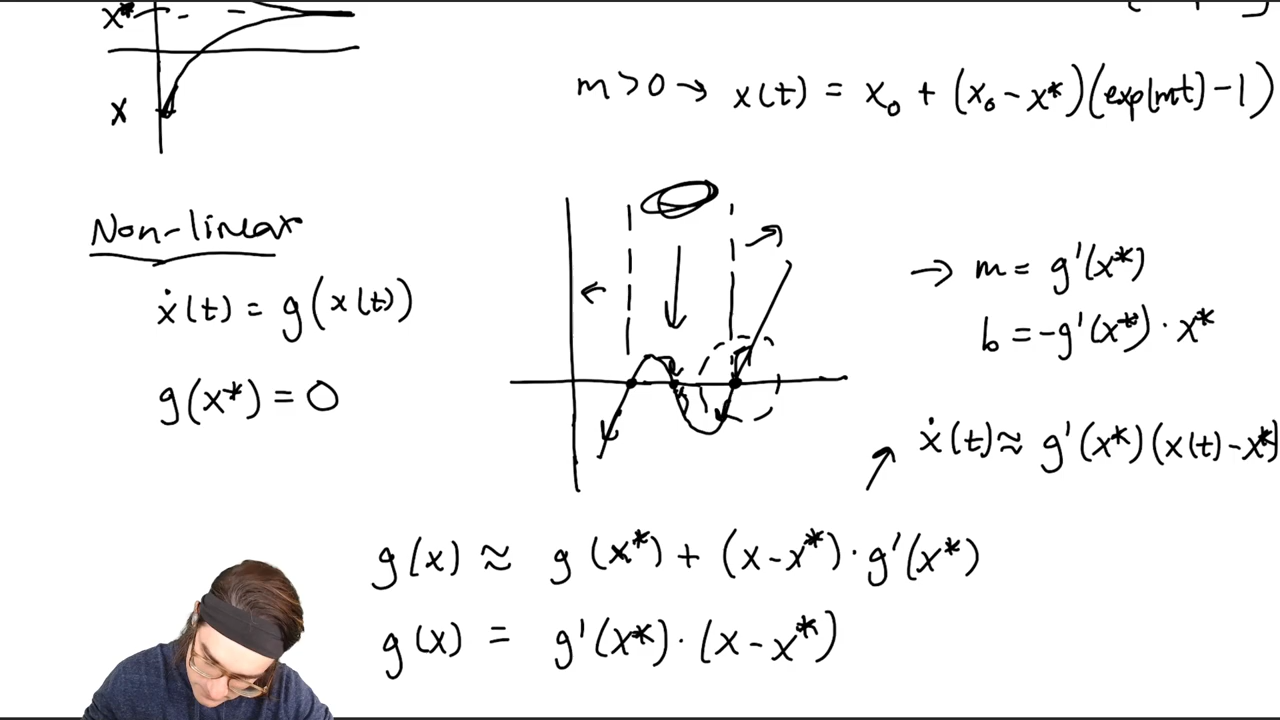 x*
x
m > 0 → x(t) = x₀ + (x₀ - x*)(exp(mt) - 1)
Non-linear
ẋ(t) = g(x(t))
g(x*) = 0
→ m = g'(x*)
b = -g'(x*) · x*
ẋ(t) ≈ g'(x*)(x(t) - x*
g(x) ≈ g(x*) + (x - x*) · g'(x*)
g(x) = g'(x*) · (x - x*)